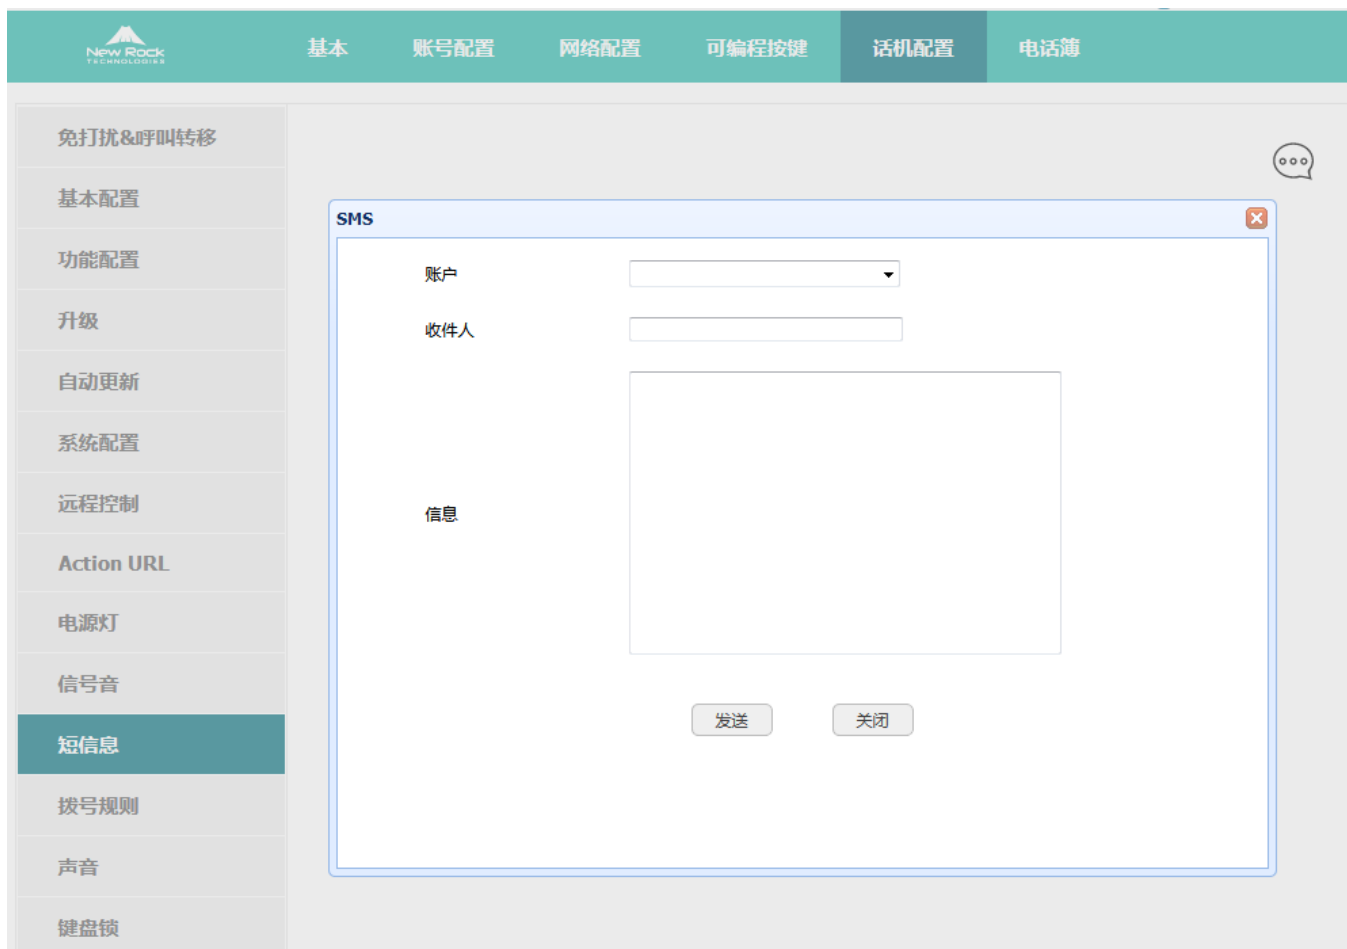 New Rock
TECHNOLOGIES
基本 账号配置 网络配置 可编程按键 话机配置 电话簿
免打扰&呼叫转移
基本配置
功能配置
升级
自动更新
系统配置
远程控制
Action URL
电源灯
信号音
短信息
拨号规则
声音
键盘锁
SMS
账户
收件人
信息
发送 关闭